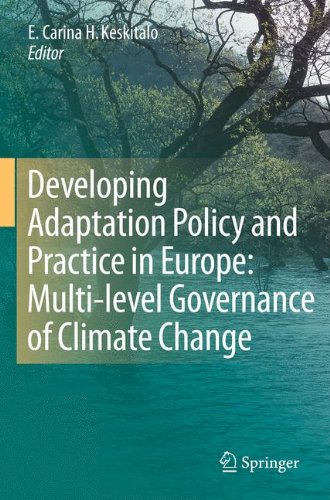 E. Carina H. Keskitalo
Editor
Developing
Adaptation Policy and
Practice in Europe:
Multi-level Governance
of Climate Change
Springer